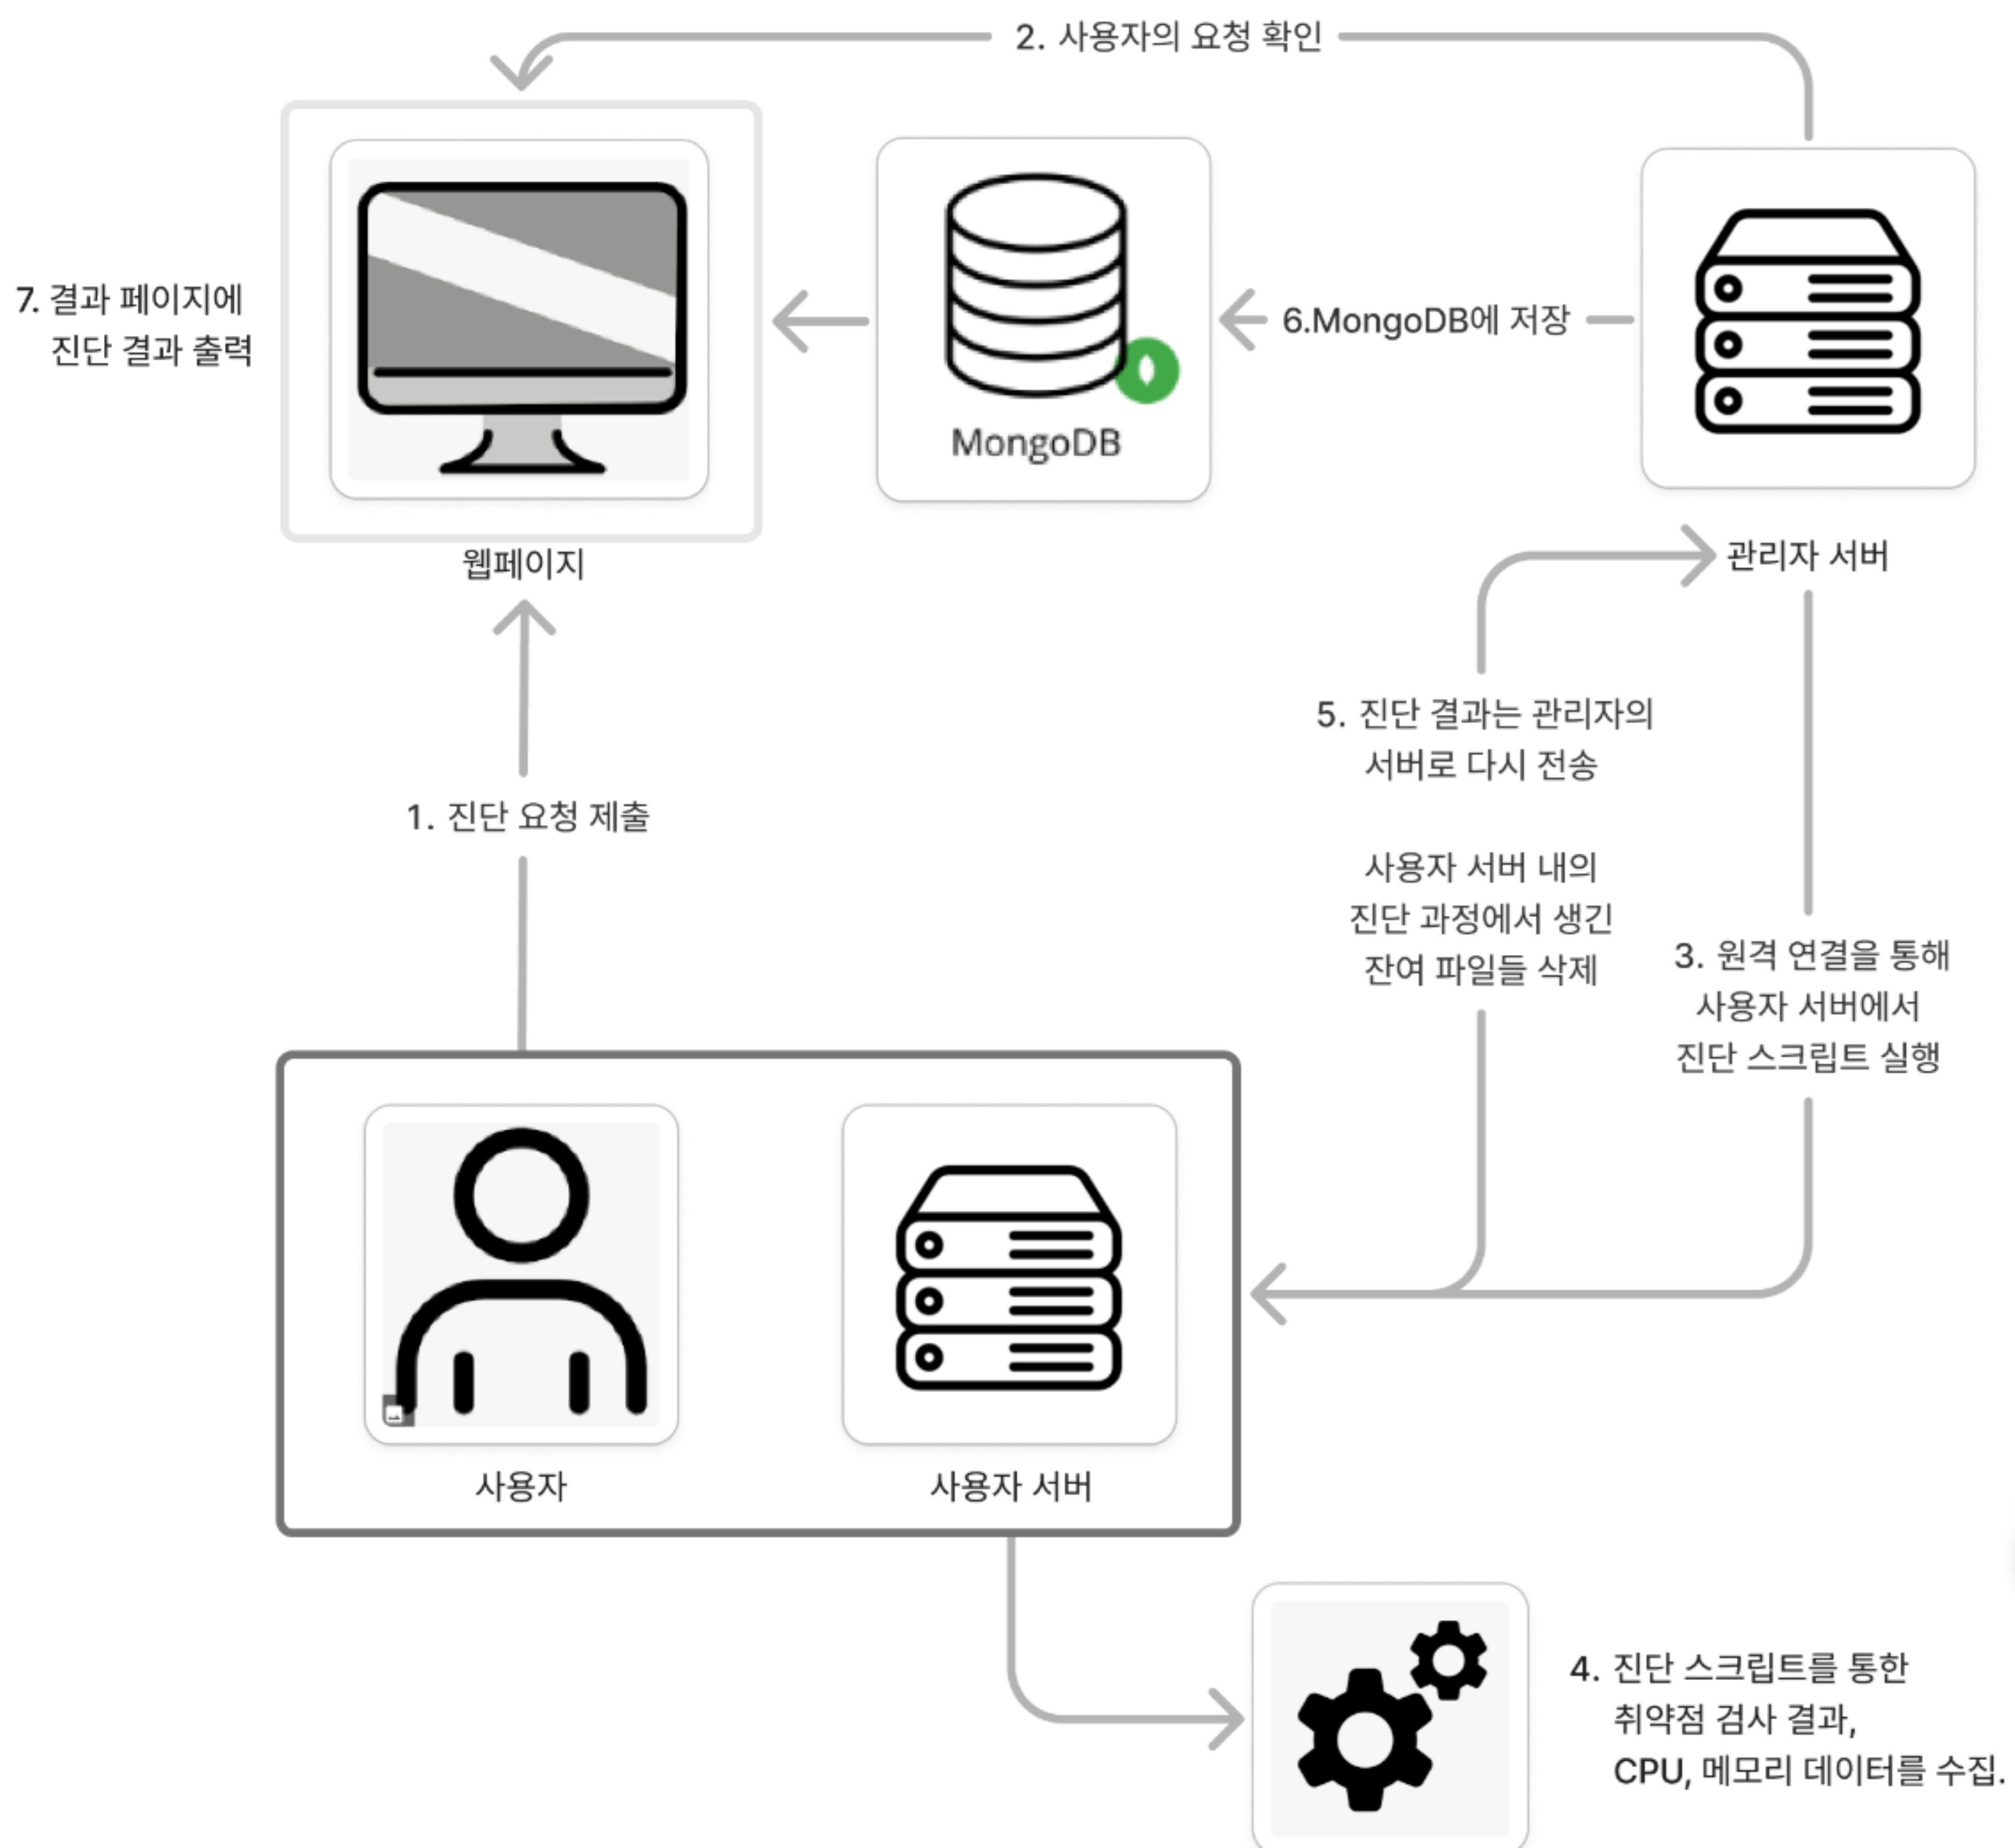 2. 사용자의 요청 확인
7. 결과 페이지에
진단 결과 출력
MongoDB
6.MongoDB에 저장
웹페이지
관리자 서버
1. 진단 요청 제출
5. 진단 결과는 관리자의
서버로 다시 전송
사용자 서버 내의
진단 과정에서 생긴
잔여 파일들 삭제
3. 원격 연결을 통해
사용자 서버에서
진단 스크립트 실행
사용자
사용자 서버
4. 진단 스크립트를 통한
취약점 검사 결과,
CPU, 메모리 데이터를 수집.